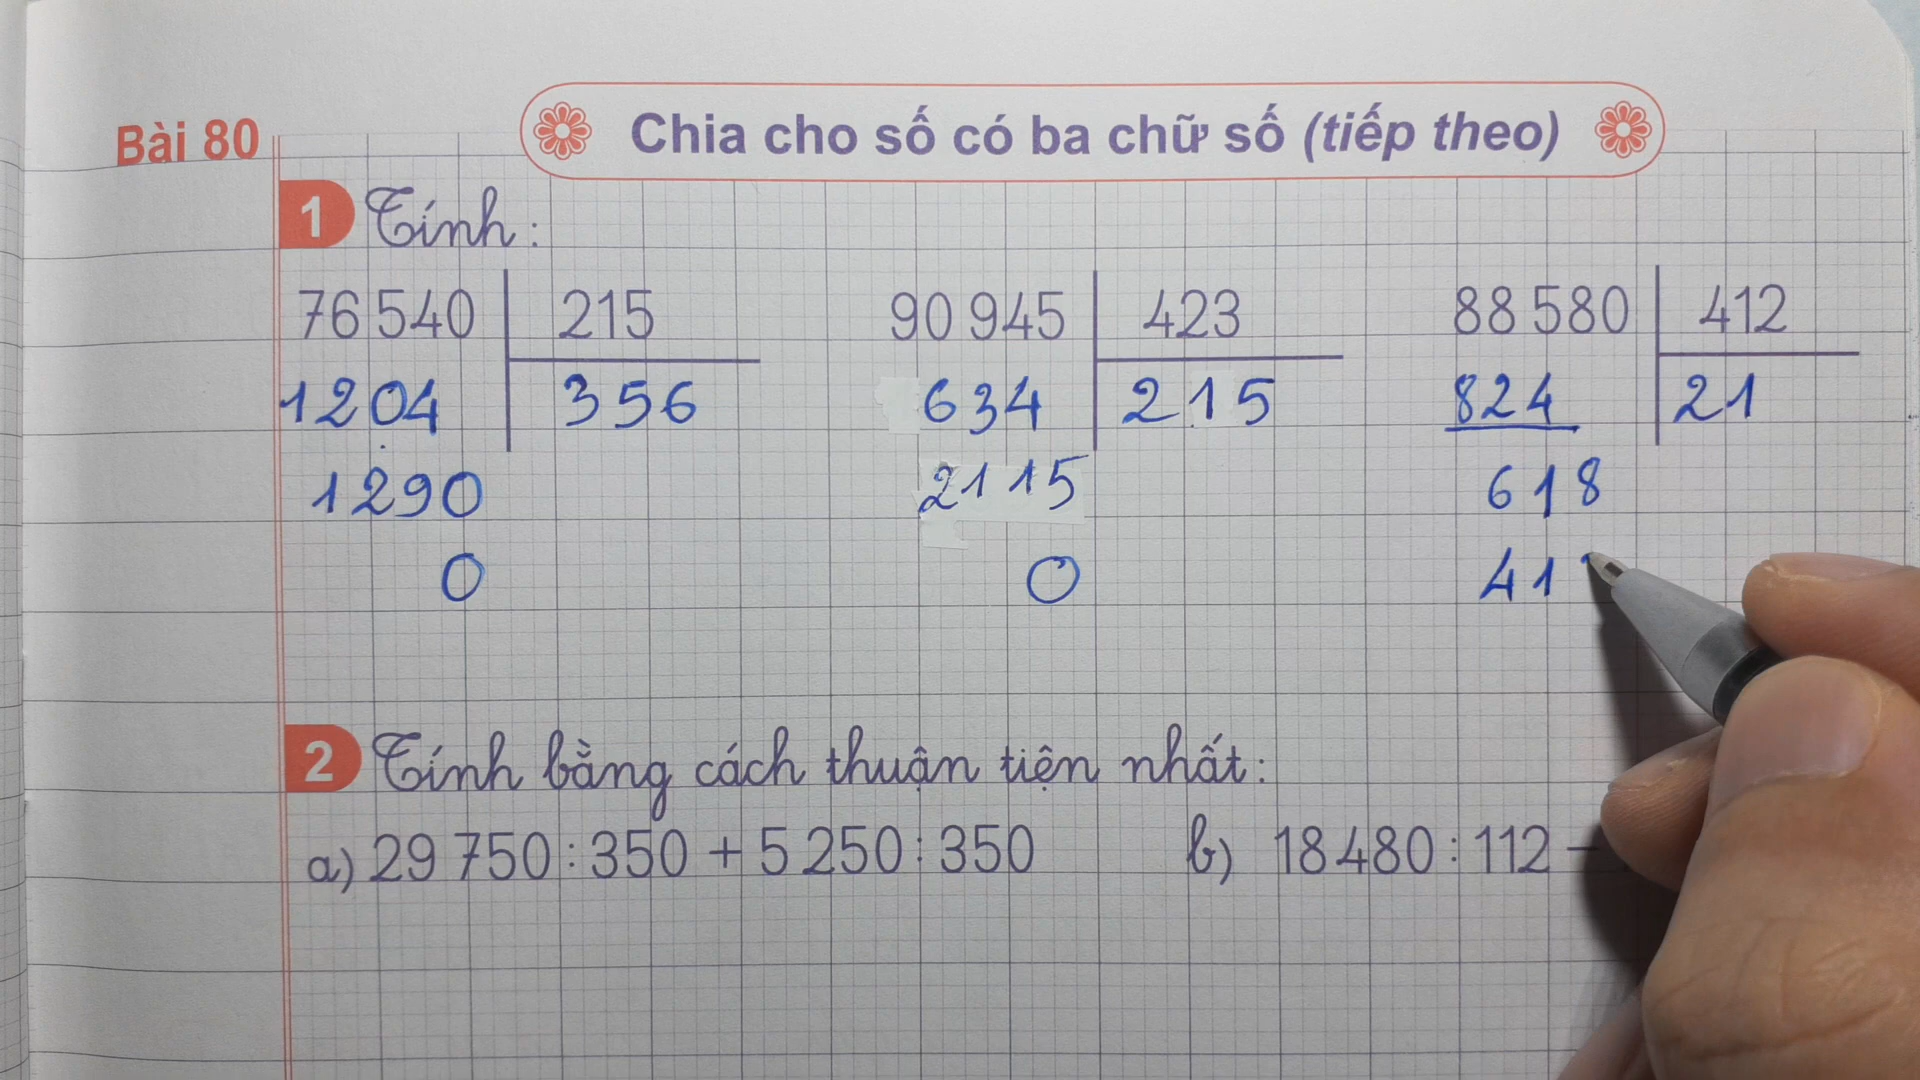 Bài 80
Chia cho số có ba chữ số (tiếp theo)
1 Tính:
76 540 215
1204 356
1290
0
90 945 423
634 215
2115
0
88 580 412
824 21
618
41
2 Tính bằng cách thuận tiện nhất:
a) 29 750 : 350 + 5 250 : 350
b) 18 480 : 112 –